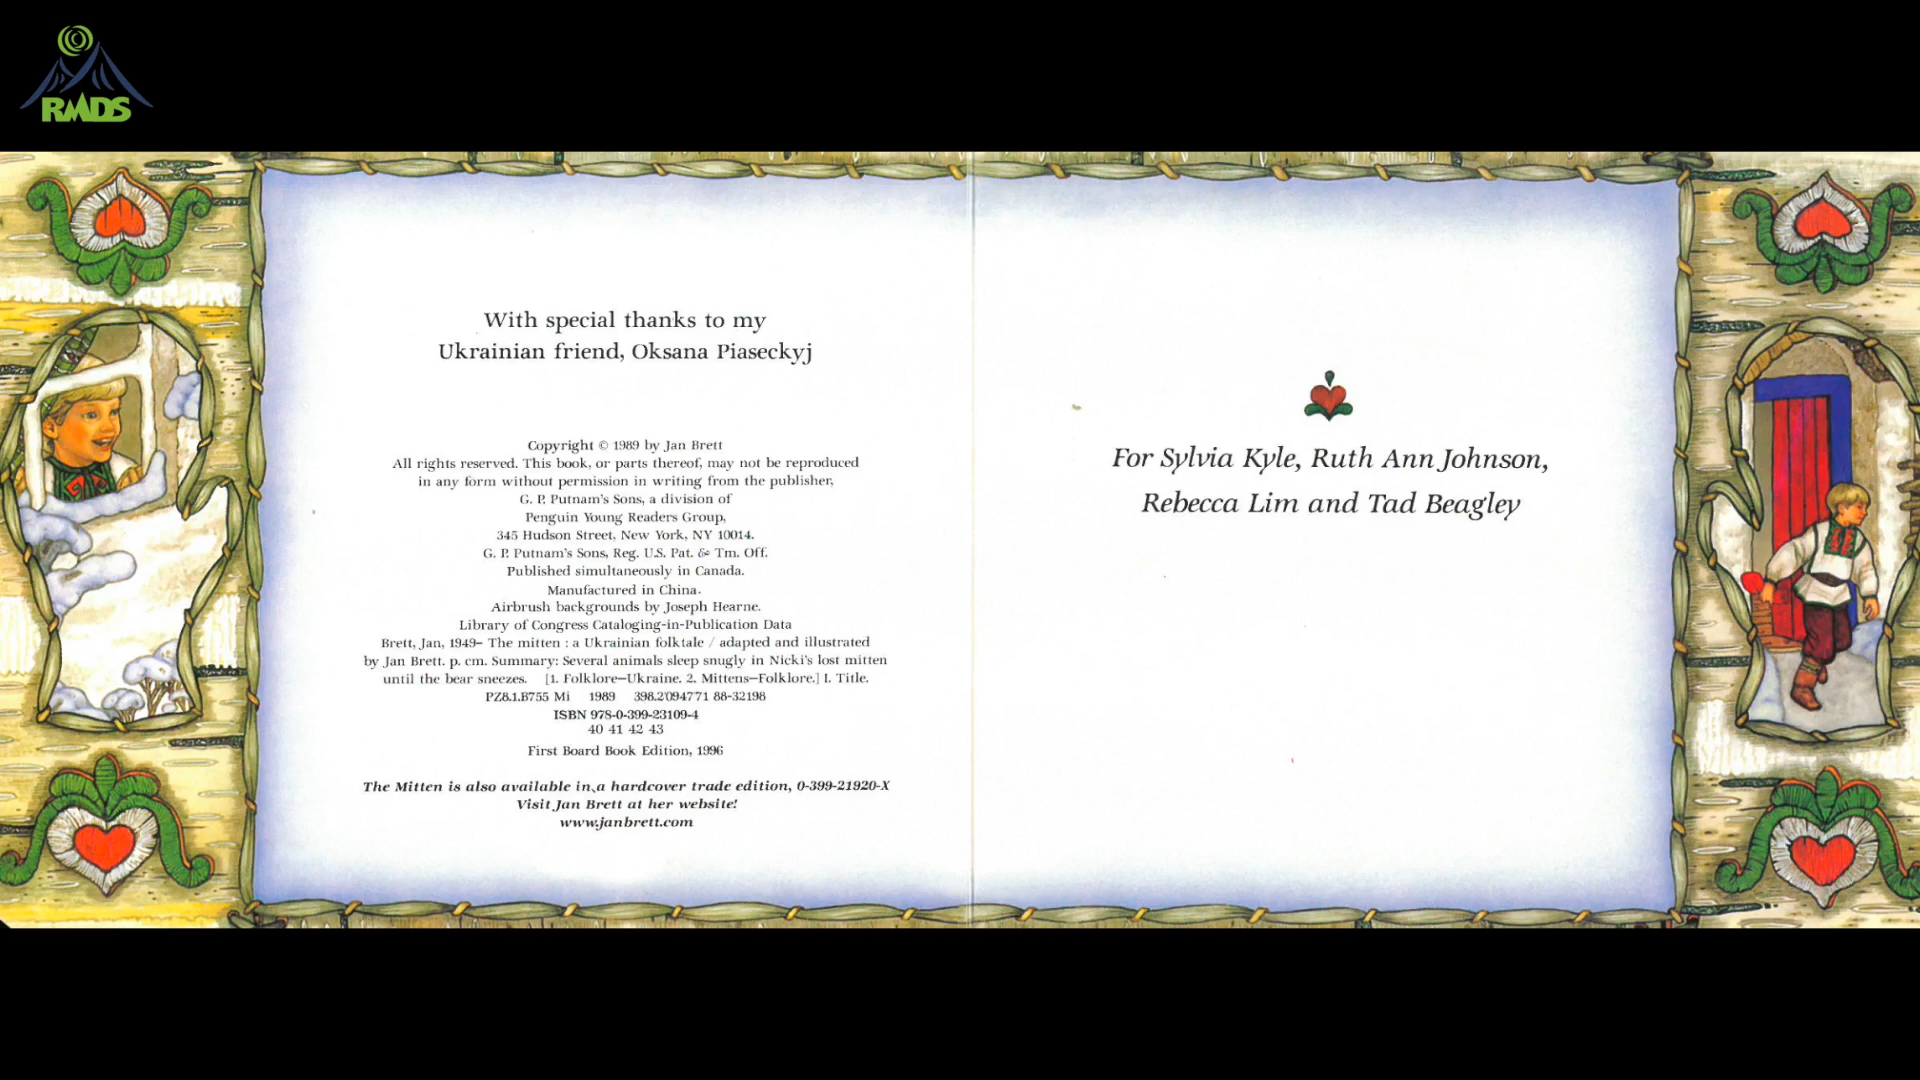 RMDS
With special thanks to my
Ukrainian friend, Oksana Piaseckyj
Copyright © 1989 by Jan Brett
All rights reserved. This book, or parts thereof, may not be reproduced
in any form without permission in writing from the publisher,
G. P. Putnam's Sons, a division of
Penguin Young Readers Group,
345 Hudson Street, New York, NY 10014.
G. P. Putnam's Sons, Reg. U.S. Pat. & Tm. Off.
Published simultaneously in Canada.
Manufactured in China.
Airbrush backgrounds by Joseph Hearne.
Library of Congress Cataloging-in-Publication Data
Brett, Jan, 1949– The mitten : a Ukrainian folktale / adapted and illustrated
by Jan Brett. p. cm. Summary: Several animals sleep snugly in Nicki's lost mitten
until the bear sneezes. [1. Folklore—Ukraine. 2. Mittens—Folklore.] I. Title.
PZ8.1.B755 Mi 1989 398.2'094771 88-32198
ISBN 978-0-399-23109-4
40 41 42 43
First Board Book Edition, 1996
The Mitten is also available in a hardcover trade edition, 0-399-21920-X
Visit Jan Brett at her website!
www.janbrett.com
For Sylvia Kyle, Ruth Ann Johnson,
Rebecca Lim and Tad Beagley